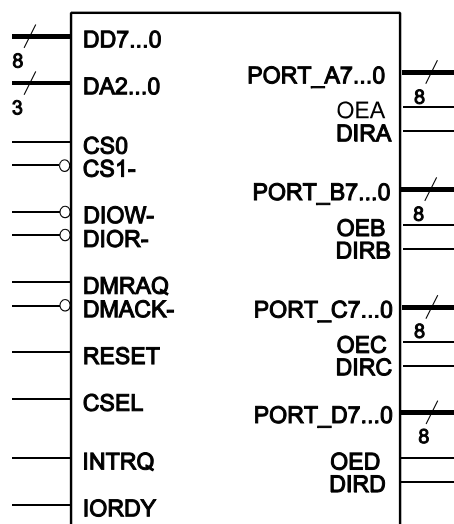 DD7...0
8
DA2...0
3
CS0
CS1-
DIOW-
DIOR-
DMRAQ
DMACK-
RESET
CSEL
INTRQ
IORDY
PORT_A7...0
8
OEA
DIRA
PORT_B7...0
8
OEB
DIRB
PORT_C7...0
8
OEC
DIRC
PORT_D7...0
8
OED
DIRD